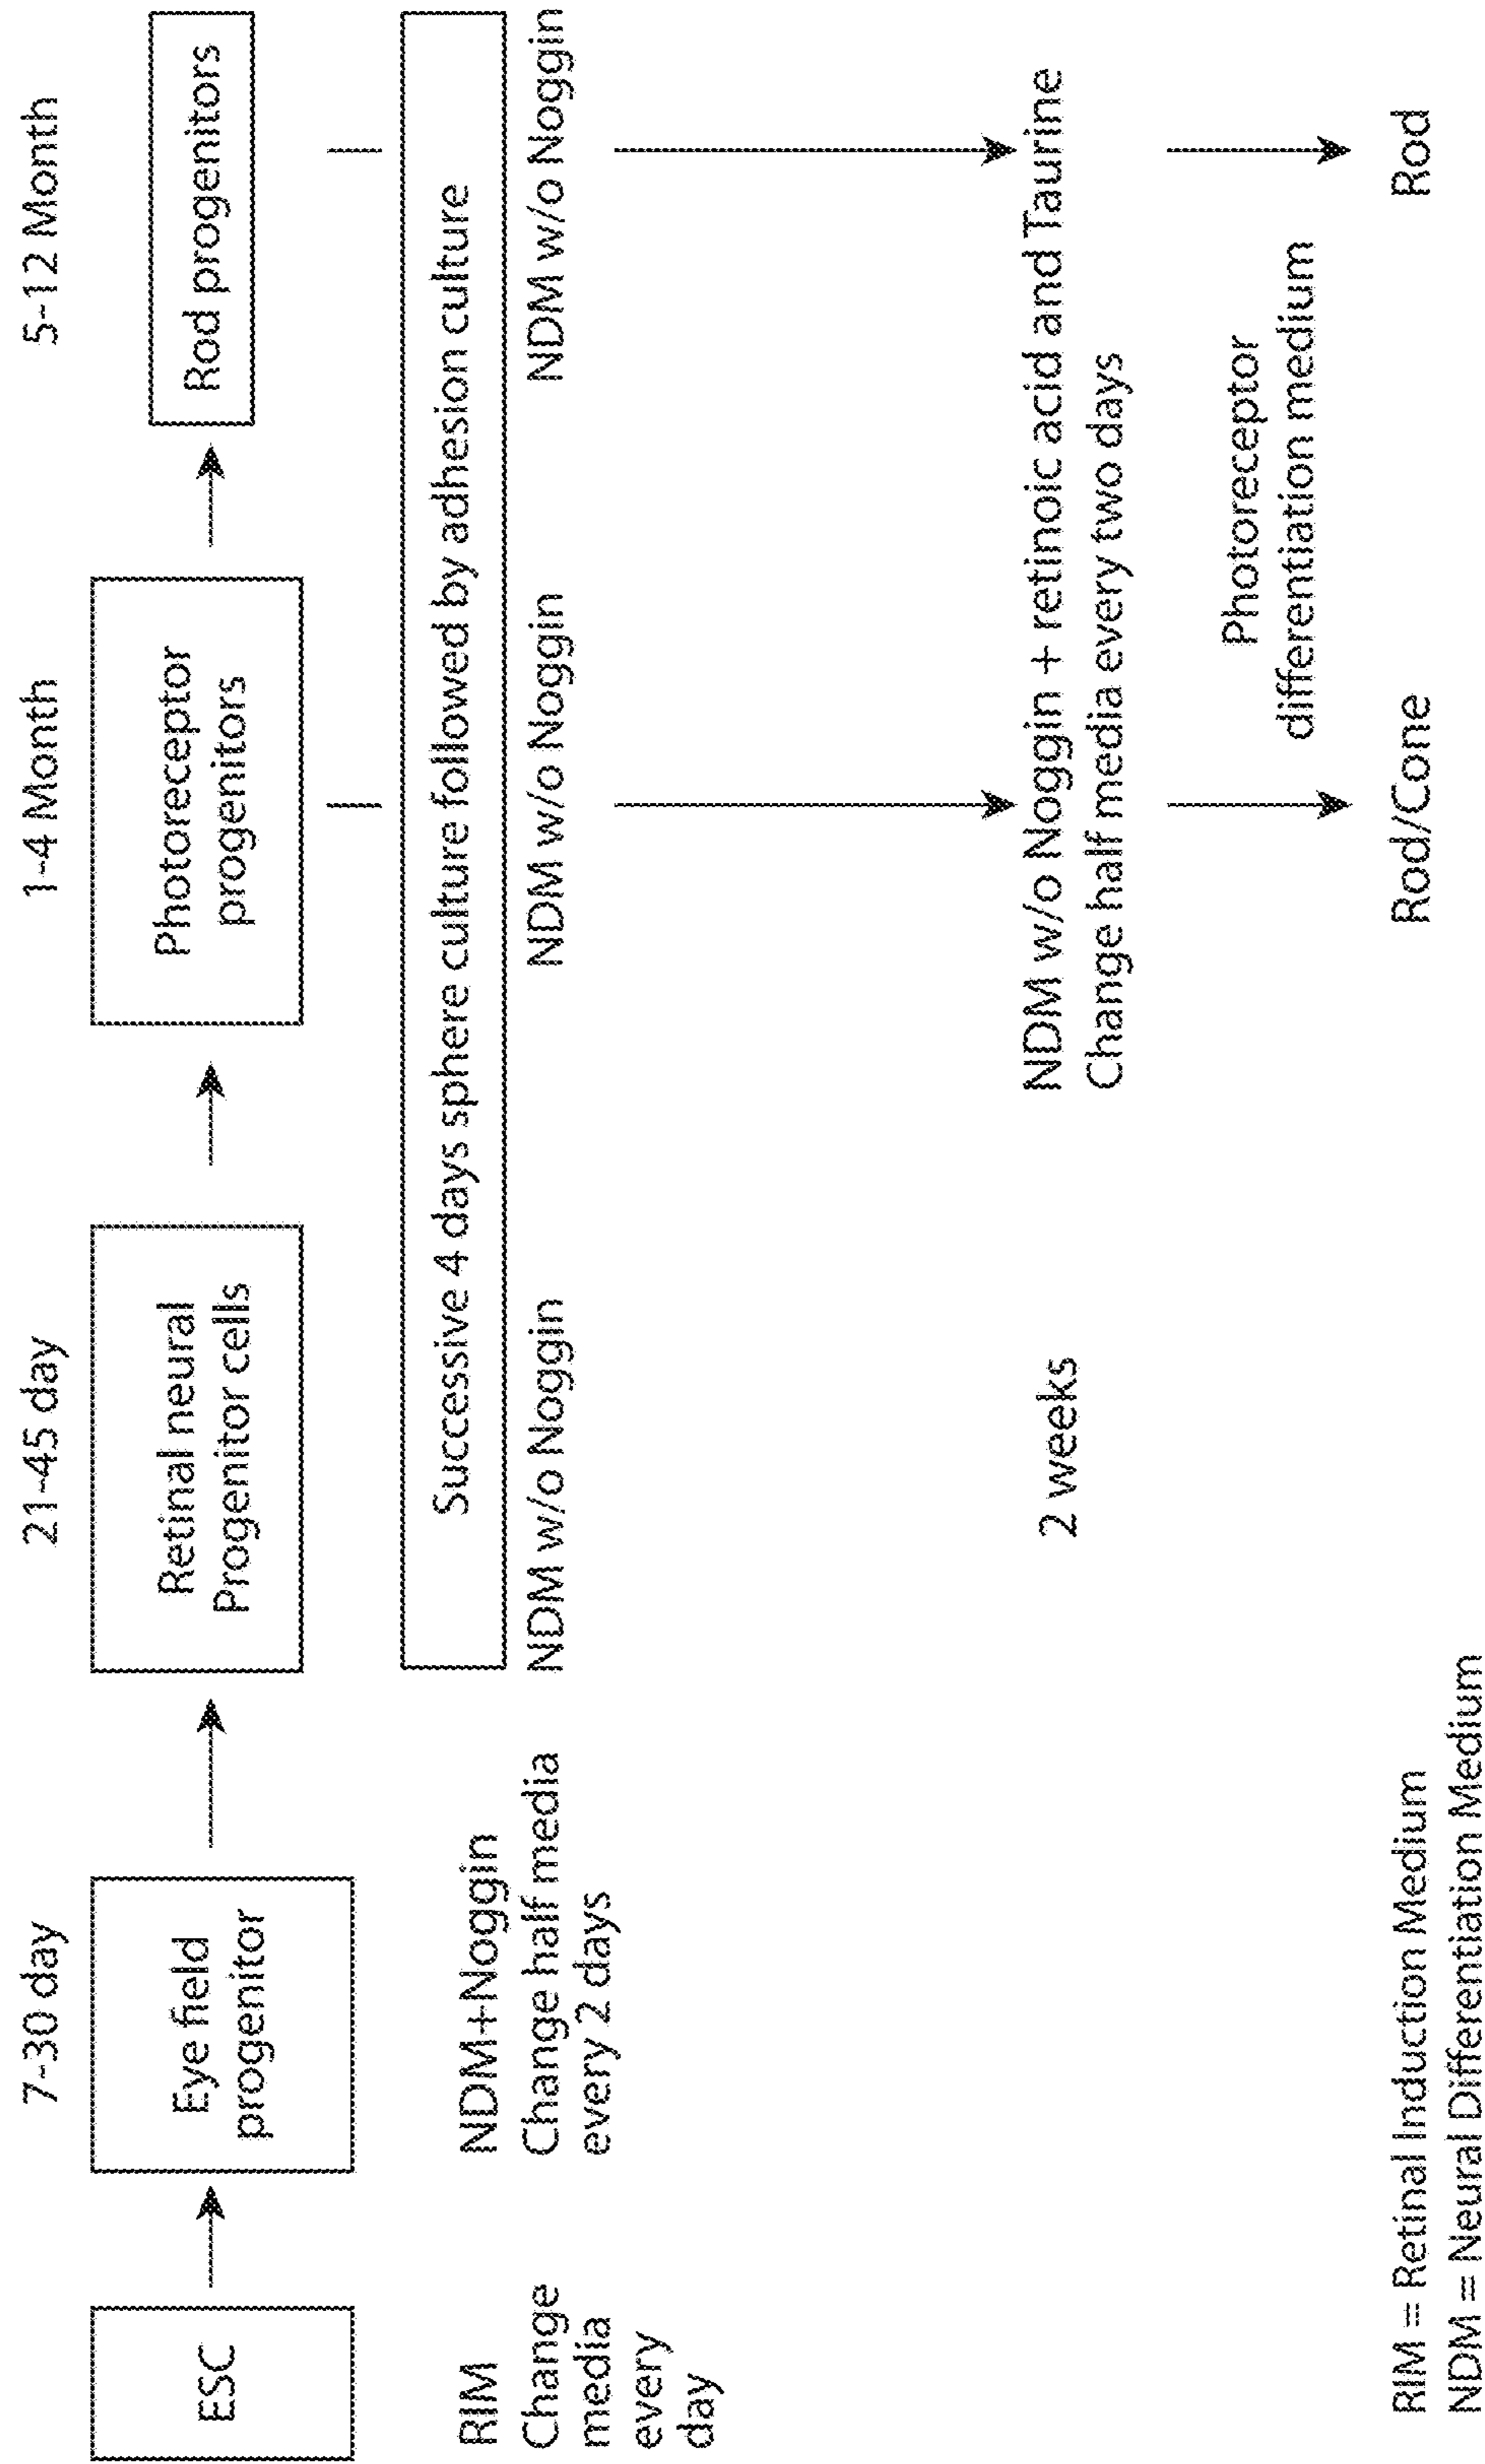 7-30 day
21-45 day
1-4 Month
5-12 Month
ESC
Eye field
progenitor
Retinal neural
Progenitor cells
Photoreceptor
progenitors
Rod progenitors
Successive 4 days sphere culture followed by adhesion culture
RIM
Change
media
every
day
NDM+Noggin
Change half media
every 2 days
NDM w/o Noggin
NDM w/o Noggin
NDM w/o Noggin
2 weeks
NDM w/o Noggin + retinoic acid and Taurine
Change half media every two days
Photoreceptor
differentiation medium
Rod/Cone
Rod
RIM = Retinal Induction Medium
NDM = Neural Differentiation Medium